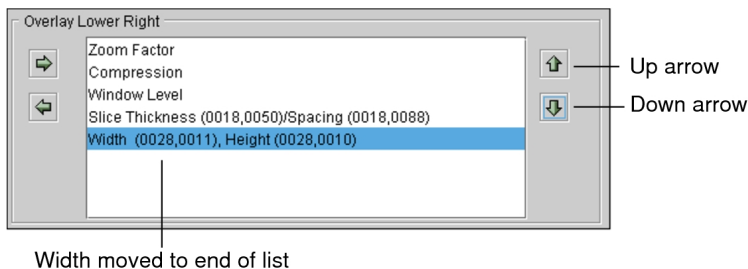 Overlay Lower Right
Zoom Factor
Compression
Window Level
Slice Thickness (0018,0050)/Spacing (0018,0088)
Width (0028,0011), Height (0028,0010)
Up arrow
Down arrow
Width moved to end of list